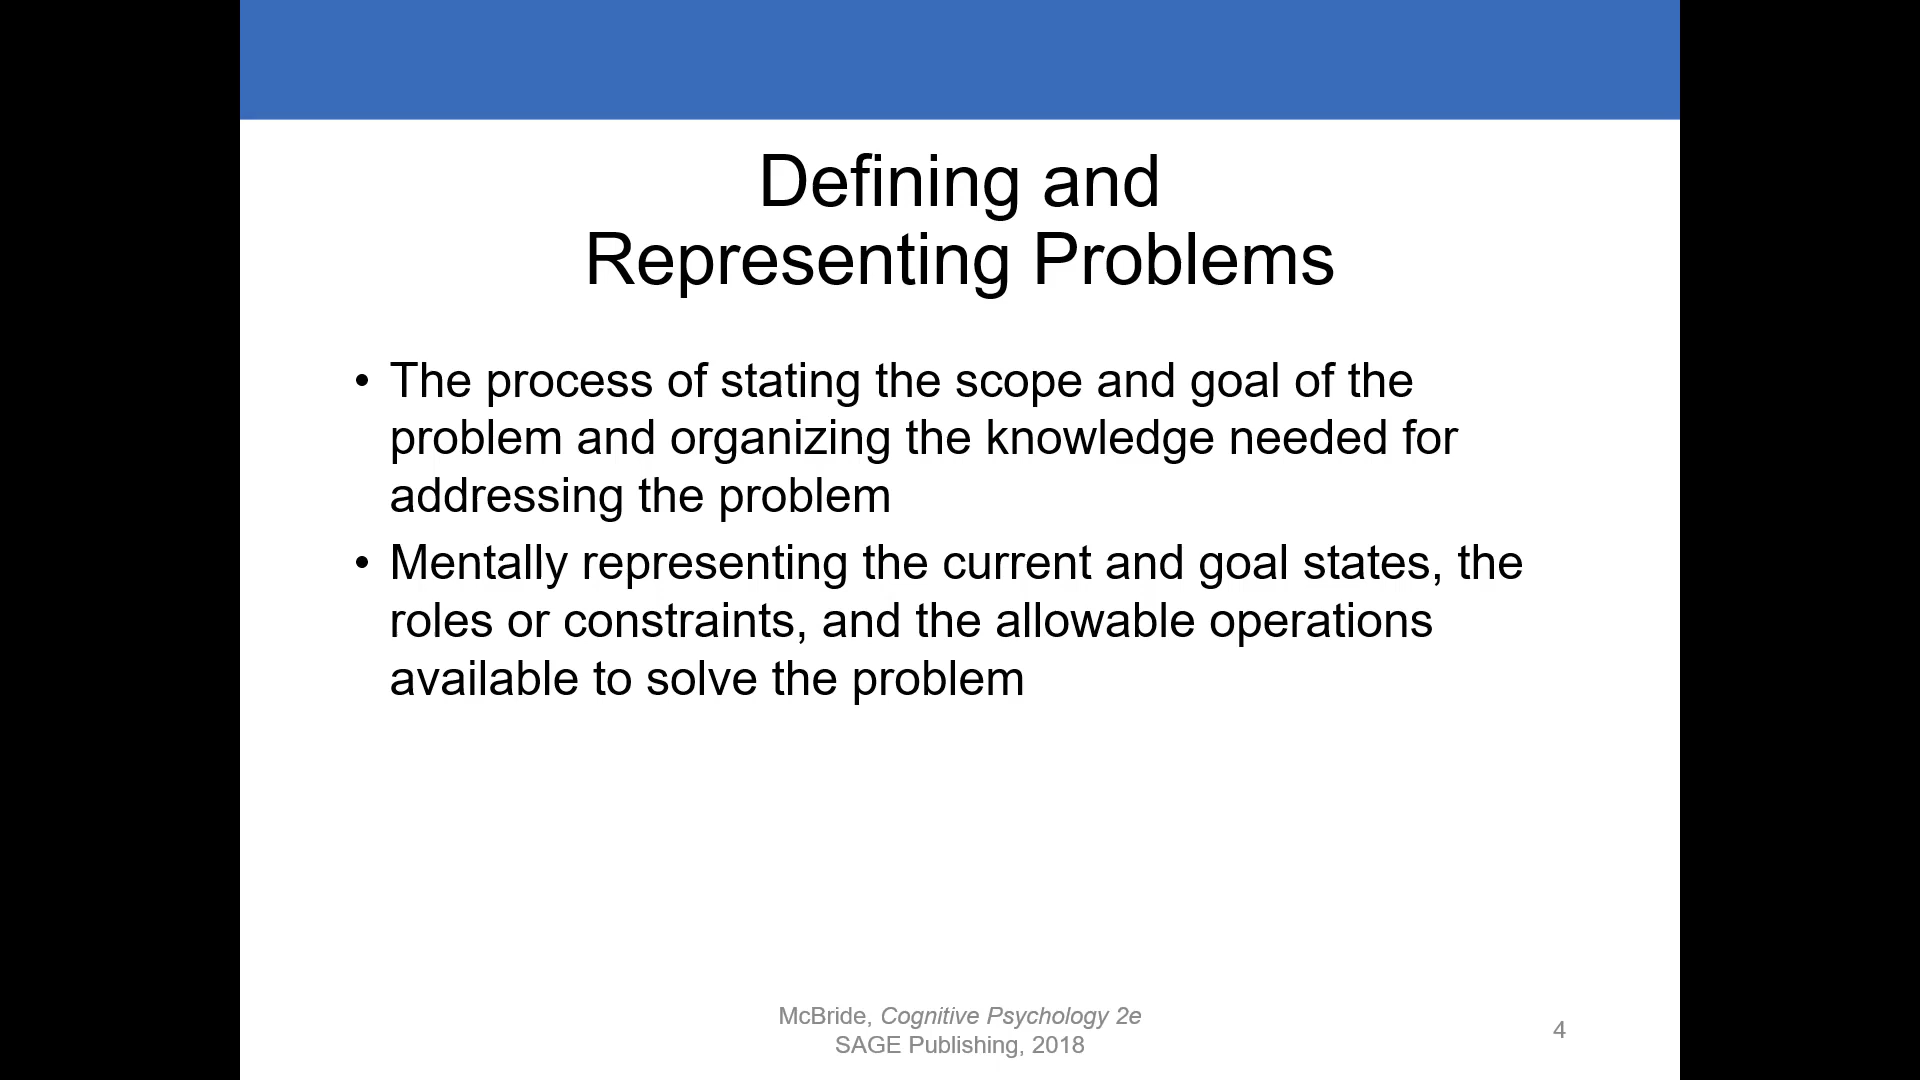 Defining and
Representing Problems
• The process of stating the scope and goal of the
problem and organizing the knowledge needed for
addressing the problem
• Mentally representing the current and goal states, the
roles or constraints, and the allowable operations
available to solve the problem
McBride, Cognitive Psychology 2e
SAGE Publishing, 2018
4